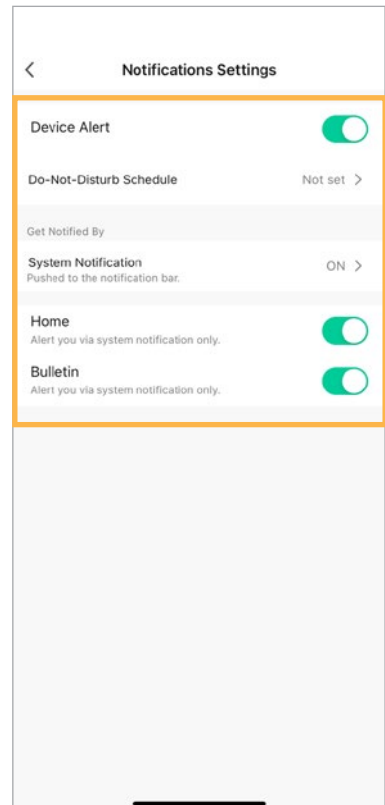 Notifications Settings
Device Alert
Do-Not-Disturb Schedule Not set >
Get Notified By
System Notification ON >
Pushed to the notification bar.
Home
Alert you via system notification only.
Bulletin
Alert you via system notification only.